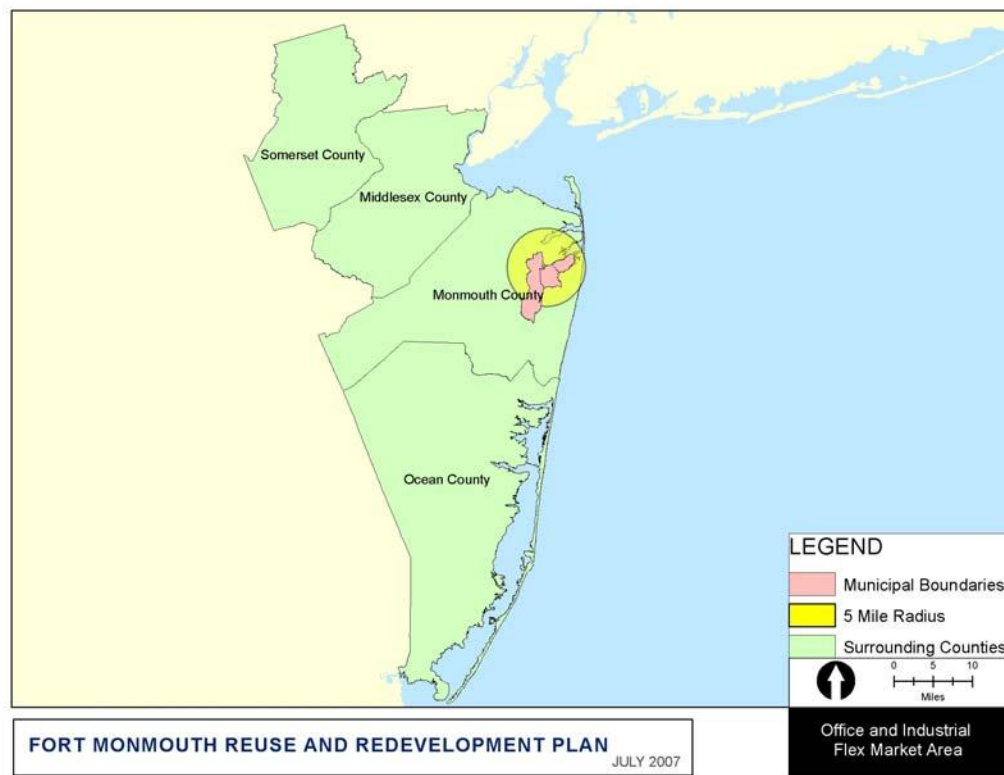 Somerset County
Middlesex County
Monmouth County
Ocean County
LEGEND
Municipal Boundaries
5 Mile Radius
Surrounding Counties
0 5 10
Miles
FORT MONMOUTH REUSE AND REDEVELOPMENT PLAN
JULY 2007
Office and Industrial
Flex Market Area